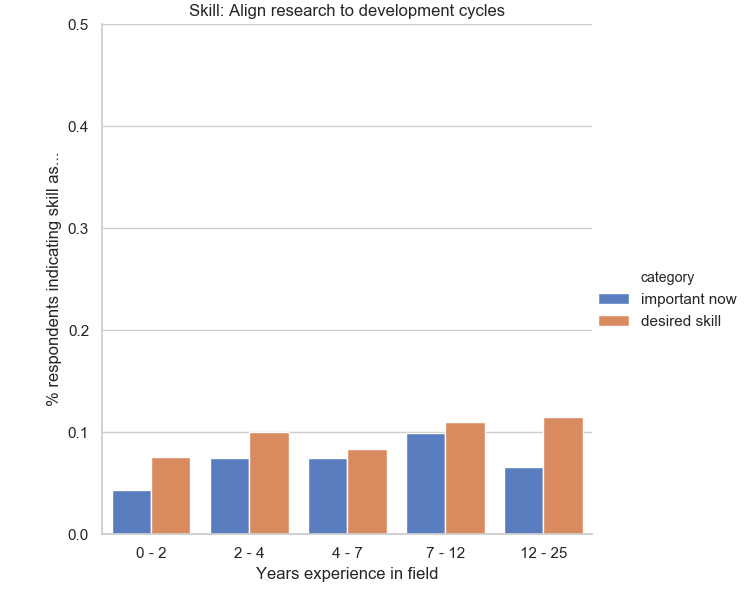 Skill: Align research to development cycles
0.5
0.4
0.3
0.2
0.1
0.0
% respondents indicating skill as...
0 - 2
2 - 4
4 - 7
7 - 12
12 - 25
Years experience in field
category
important now
desired skill